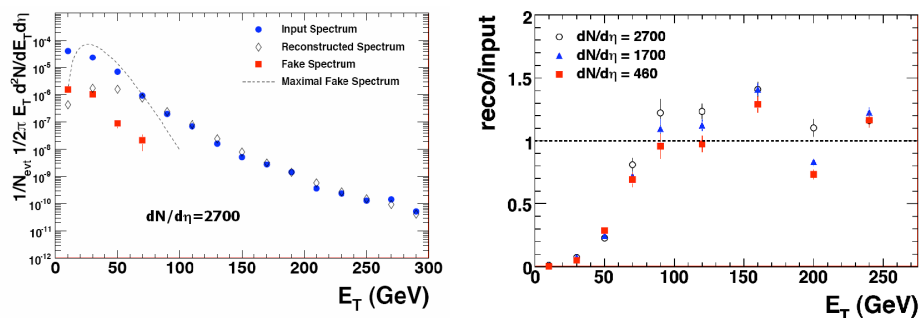 1/N_evt 1/2π E_T d²N/dE_T dη
10⁻⁴
10⁻⁵
10⁻⁶
10⁻⁷
10⁻⁸
10⁻⁹
10⁻¹⁰
10⁻¹¹
10⁻¹²
Input Spectrum
Reconstructed Spectrum
Fake Spectrum
Maximal Fake Spectrum
dN/dη=2700
0 50 100 150 200 250 300
E_T (GeV)
reco/input
2
1.5
1
0.5
0
dN/dη = 2700
dN/dη = 1700
dN/dη = 460
0 50 100 150 200 250
E_T (GeV)